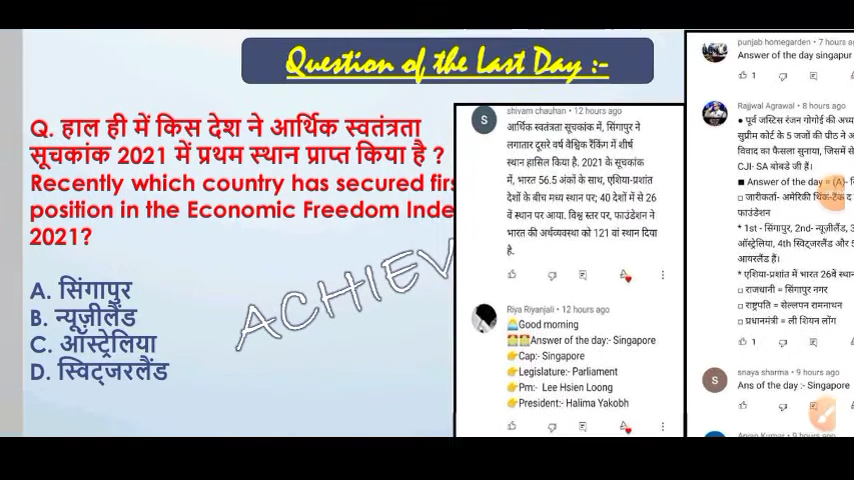 Question of the Last Day :-
Q. हाल ही में किस देश ने आर्थिक स्वतंत्रता
सूचकांक 2021 में प्रथम स्थान प्राप्त किया है ?
Recently which country has secured firs
position in the Economic Freedom Inde
2021?
A. सिंगापुर
B. न्यूज़ीलैंड
C. ऑस्ट्रेलिया
D. स्विट्जरलैंड
ACHIEV
S
shivam chauhan • 12 hours ago
आर्थिक स्वतंत्रता सूचकांक में, सिंगापुर ने
लगातार दूसरे वर्ष वैश्विक रैंकिंग में शीर्ष
स्थान हासिल किया है. 2021 के सूचकांक
में, भारत 56.5 अंकों के साथ, एशिया-प्रशांत
देशों के बीच मध्य स्थान पर; 40 देशों में से 26
वें स्थान पर आया. विश्व स्तर पर, फाउंडेशन ने
भारत की अर्थव्यवस्था को 121 वां स्थान दिया
है.
Riya Riyanjali • 12 hours ago
Good morning
Answer of the day:- Singapore
Cap:- Singapore
Legislature:- Parliament
Pm:- Lee Hsien Loong
President:- Halima Yakobh
punjab homegarden • 7 hours ag
Answer of the day singapur
1
Rajjwal Agrawal • 8 hours ago
• पूर्व जस्टिस रंजन गोगोई की अध्य
सुप्रीम कोर्ट के 5 जजों की पीठ ने अ
विवाद का फैसला सुनाया, जिसमें से
CJI- SA बोबडे जी हैं।
■ Answer of the day = (A)- सि
□ जारीकर्ता- अमेरिकी थिंक-टैंक द
फाउंडेशन
* 1st - सिंगापुर, 2nd- न्यूज़ीलैंड, 3
ऑस्ट्रेलिया, 4th स्विट्जरलैंड और 5
आयरलैंड हैं।
* एशिया-प्रशांत में भारत 26वें स्थान
□ राजधानी = सिंगापुर नगर
□ राष्ट्रपति = सेल्लपन रामनाथन
□ प्रधानमंत्री = ली शियन लोंग
1
S
snaya sharma • 9 hours ago
Ans of the day :- Singapore